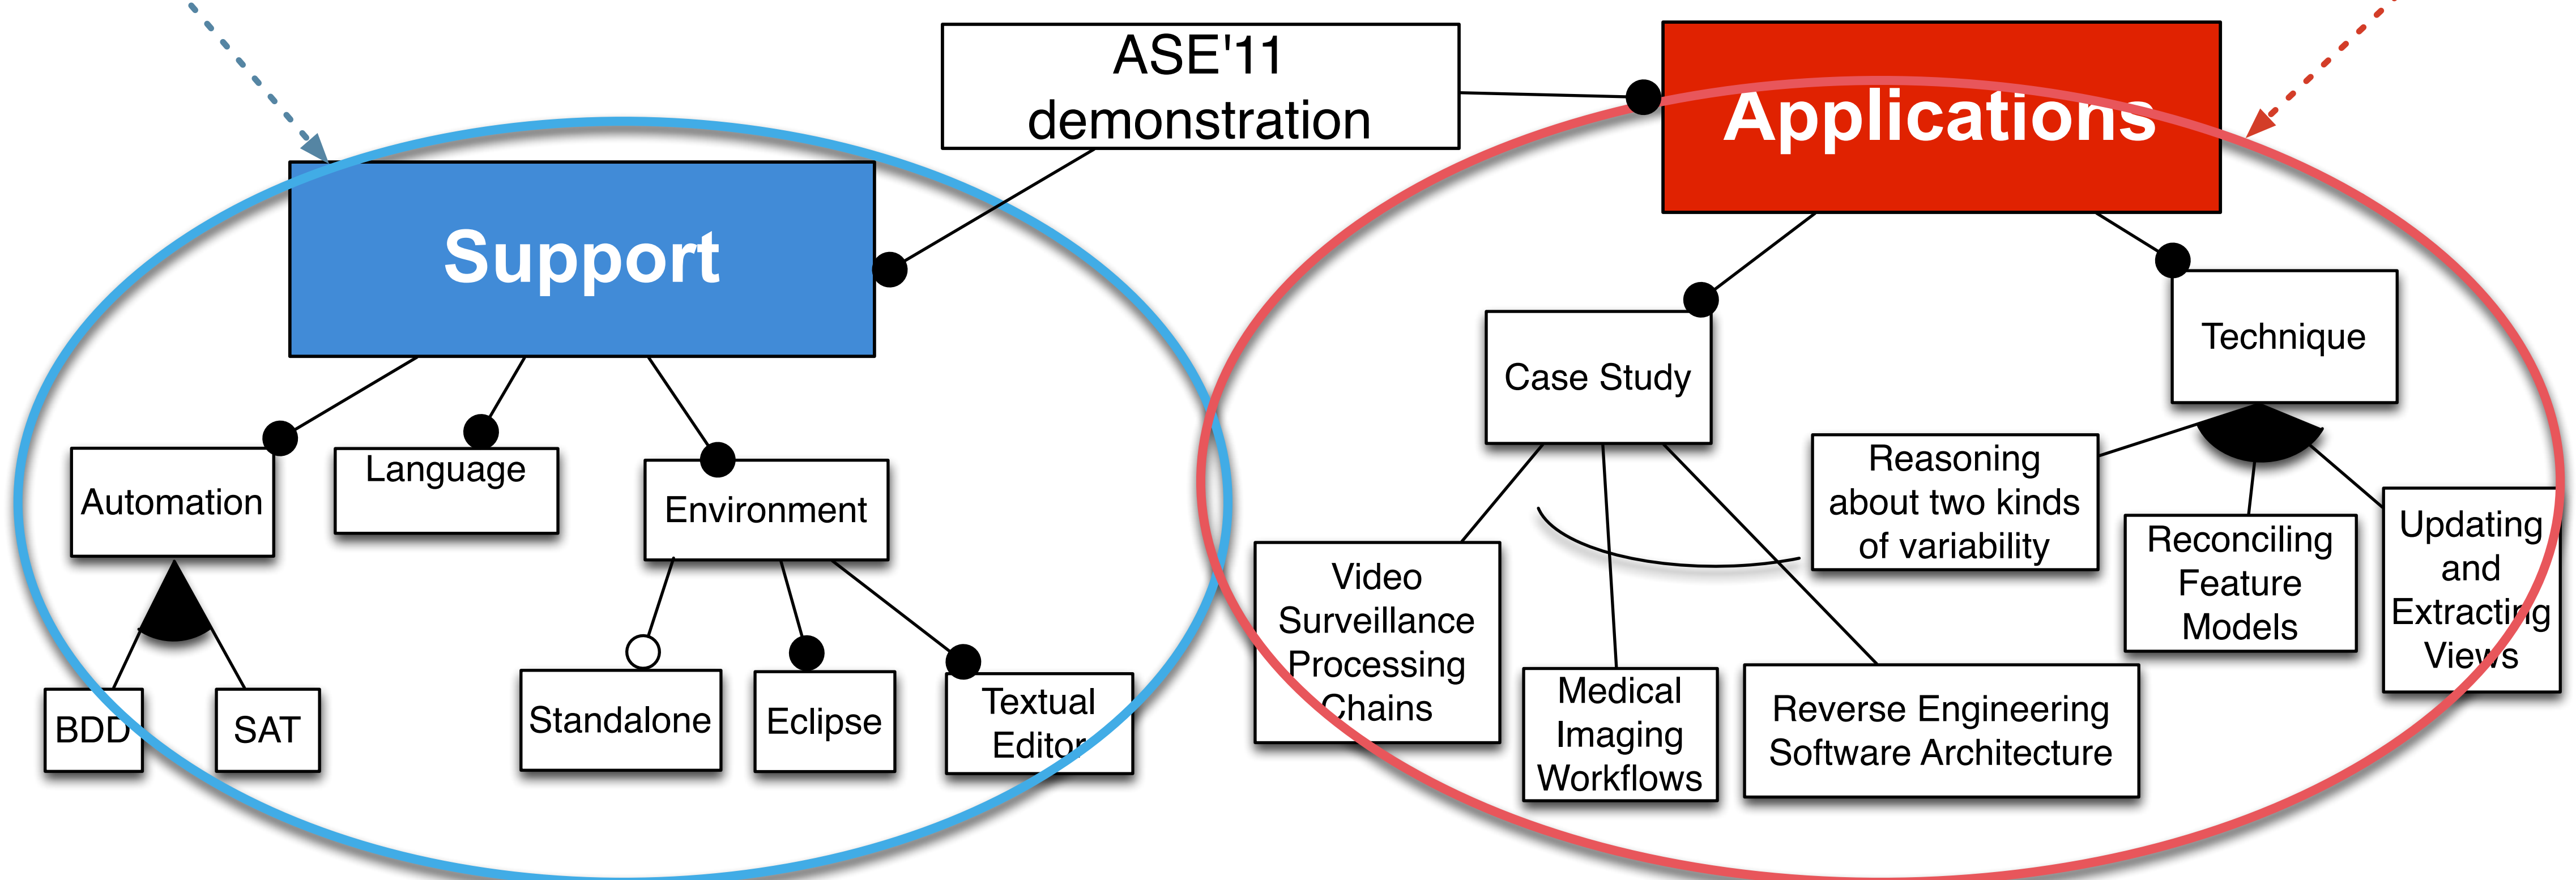 ASE'11
demonstration
Applications
Support
Technique
Case Study
Automation
Language
Environment
Reasoning
about two kinds
of variability
Reconciling
Feature
Models
Updating
and
Extracting
Views
Video
Surveillance
Processing
Chains
Medical
Imaging
Workflows
Reverse Engineering
Software Architecture
BDD
SAT
Standalone
Eclipse
Textual
Editor